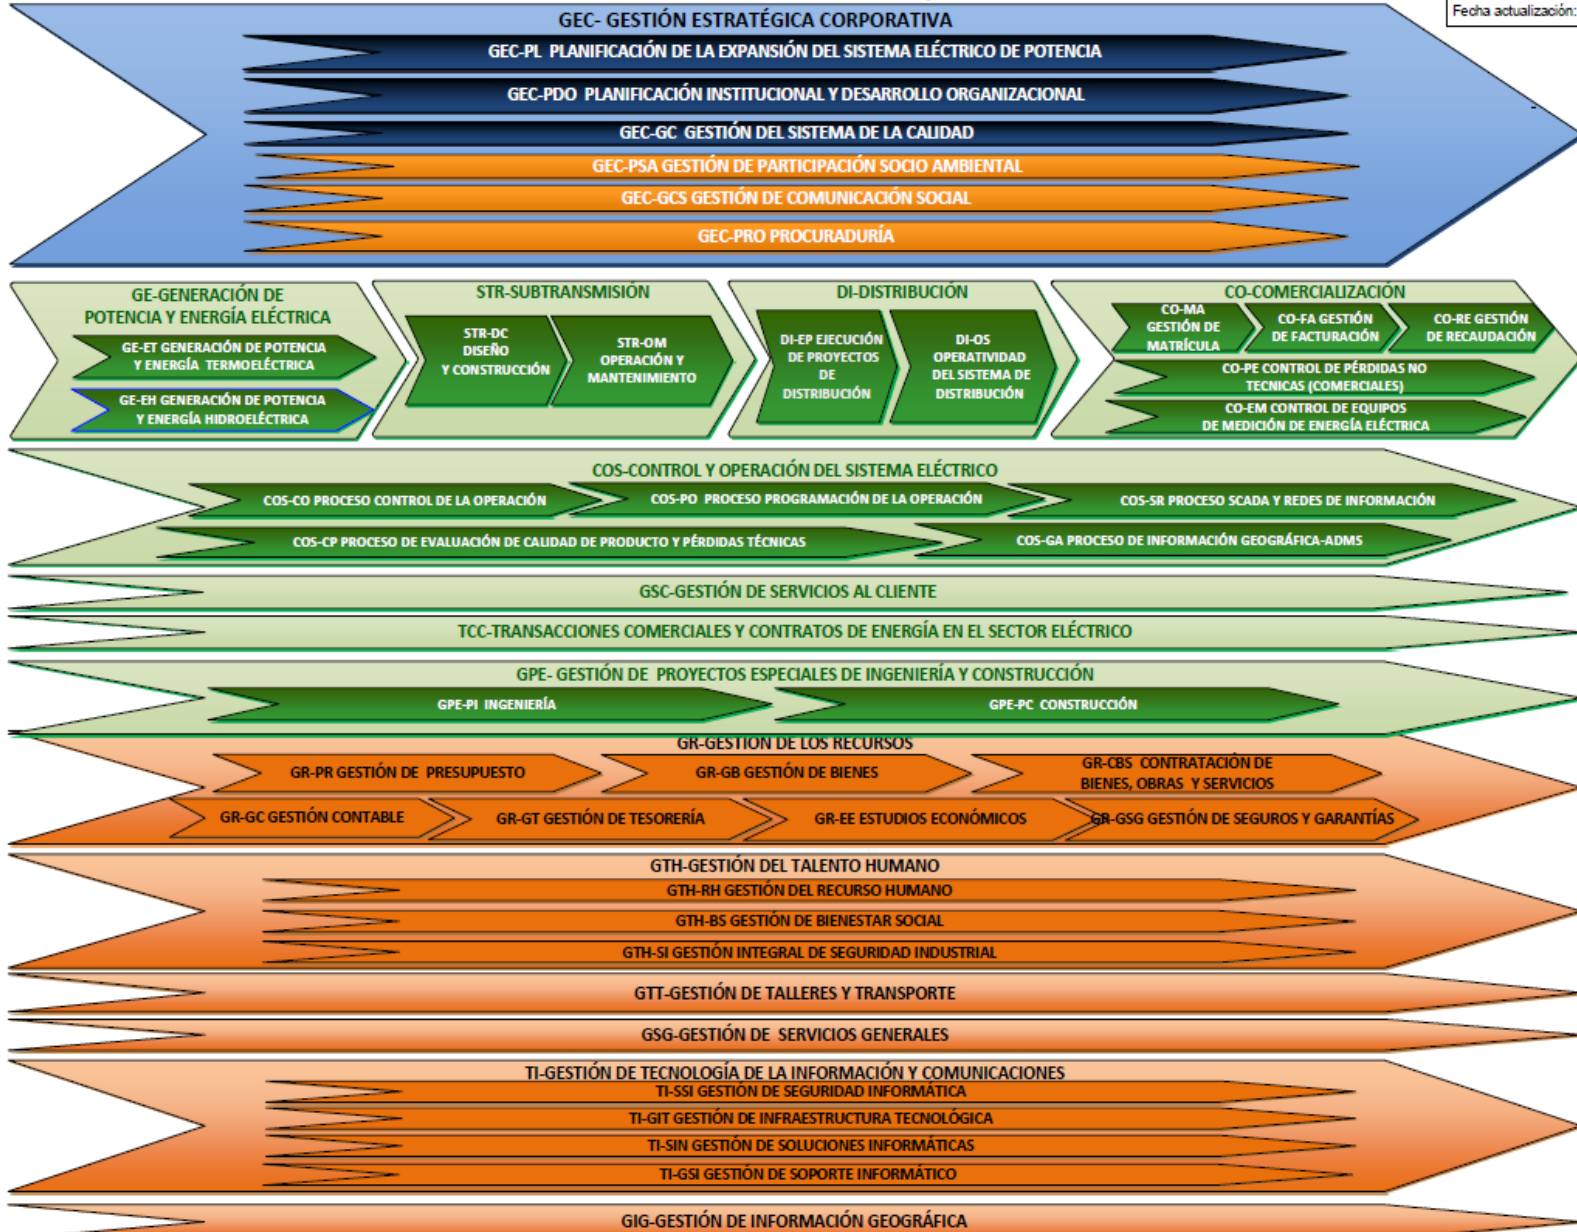 Fecha actualización:
GEC- GESTIÓN ESTRATÉGICA CORPORATIVA
GEC-PL PLANIFICACIÓN DE LA EXPANSIÓN DEL SISTEMA ELÉCTRICO DE POTENCIA
GEC-PDO PLANIFICACIÓN INSTITUCIONAL Y DESARROLLO ORGANIZACIONAL
GEC-GC GESTIÓN DEL SISTEMA DE LA CALIDAD
GEC-PSA GESTIÓN DE PARTICIPACIÓN SOCIO AMBIENTAL
GEC-GCS GESTIÓN DE COMUNICACIÓN SOCIAL
GEC-PRO PROCURADURÍA
GE-GENERACIÓN DE
POTENCIA Y ENERGÍA ELÉCTRICA
GE-ET GENERACIÓN DE POTENCIA
Y ENERGÍA TERMOELÉCTRICA
GE-EH GENERACIÓN DE POTENCIA
Y ENERGÍA HIDROELÉCTRICA
STR-SUBTRANSMISIÓN
STR-DC
DISEÑO
Y CONSTRUCCIÓN
STR-OM
OPERACIÓN Y
MANTENIMIENTO
DI-DISTRIBUCIÓN
DI-EP EJECUCIÓN
DE PROYECTOS
DE
DISTRIBUCIÓN
DI-OS
OPERATIVIDAD
DEL SISTEMA DE
DISTRIBUCIÓN
CO-COMERCIALIZACIÓN
CO-MA
GESTIÓN DE
MATRÍCULA
CO-FA GESTIÓN
DE FACTURACIÓN
CO-RE GESTIÓN
DE RECAUDACIÓN
CO-PE CONTROL DE PÉRDIDAS NO
TECNICAS (COMERCIALES)
CO-EM CONTROL DE EQUIPOS
DE MEDICIÓN DE ENERGÍA ELÉCTRICA
COS-CONTROL Y OPERACIÓN DEL SISTEMA ELÉCTRICO
COS-CO PROCESO CONTROL DE LA OPERACIÓN
COS-PO PROCESO PROGRAMACIÓN DE LA OPERACIÓN
COS-SR PROCESO SCADA Y REDES DE INFORMACIÓN
COS-CP PROCESO DE EVALUACIÓN DE CALIDAD DE PRODUCTO Y PÉRDIDAS TÉCNICAS
COS-GA PROCESO DE INFORMACIÓN GEOGRÁFICA-ADMS
GSC-GESTIÓN DE SERVICIOS AL CLIENTE
TCC-TRANSACCIONES COMERCIALES Y CONTRATOS DE ENERGÍA EN EL SECTOR ELÉCTRICO
GPE- GESTIÓN DE PROYECTOS ESPECIALES DE INGENIERÍA Y CONSTRUCCIÓN
GPE-PI INGENIERÍA
GPE-PC CONSTRUCCIÓN
GR-GESTIÓN DE LOS RECURSOS
GR-PR GESTIÓN DE PRESUPUESTO
GR-GB GESTIÓN DE BIENES
GR-CBS CONTRATACIÓN DE
BIENES, OBRAS Y SERVICIOS
GR-GC GESTIÓN CONTABLE
GR-GT GESTIÓN DE TESORERÍA
GR-EE ESTUDIOS ECONÓMICOS
GR-GSG GESTIÓN DE SEGUROS Y GARANTÍAS
GTH-GESTIÓN DEL TALENTO HUMANO
GTH-RH GESTIÓN DEL RECURSO HUMANO
GTH-BS GESTIÓN DE BIENESTAR SOCIAL
GTH-SI GESTIÓN INTEGRAL DE SEGURIDAD INDUSTRIAL
GTT-GESTIÓN DE TALLERES Y TRANSPORTE
GSG-GESTIÓN DE SERVICIOS GENERALES
TI-GESTIÓN DE TECNOLOGÍA DE LA INFORMACIÓN Y COMUNICACIONES
TI-SSI GESTIÓN DE SEGURIDAD INFORMÁTICA
TI-GIT GESTIÓN DE INFRAESTRUCTURA TECNOLÓGICA
TI-SIN GESTIÓN DE SOLUCIONES INFORMÁTICAS
TI-GSI GESTIÓN DE SOPORTE INFORMÁTICO
GIG-GESTIÓN DE INFORMACIÓN GEOGRÁFICA